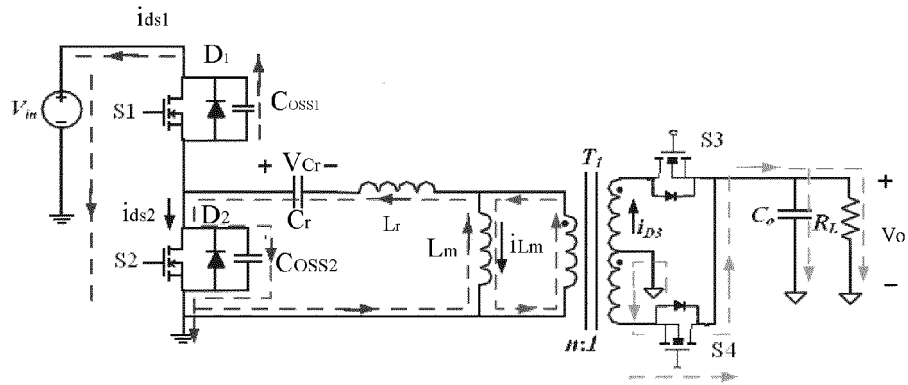 ids1
D1
Vin
S1
COSS1
+ VCr −
Cr
Lr
ids2
D2
S2
COSS2
Lm
iLm
T1
n:1
iD3
S3
S4
Co
RL
+
Vo
−